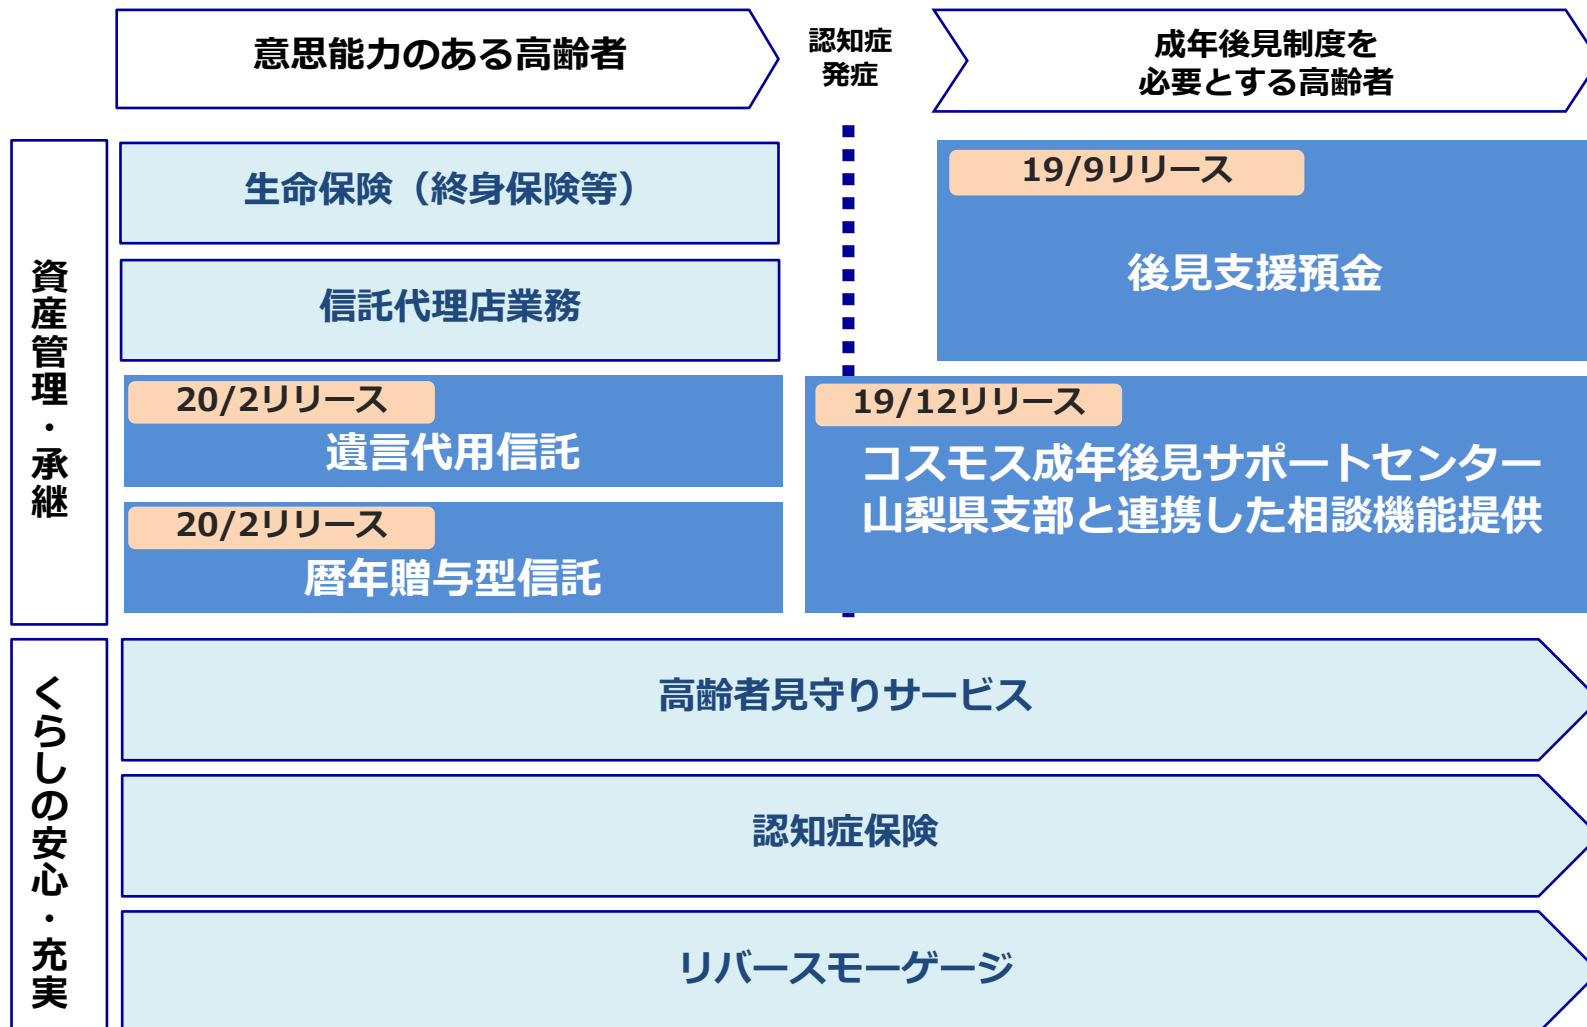 意思能力のある高齢者
認知症
発症
成年後見制度を
必要とする高齢者
資産管理・承継
生命保険（終身保険等）
信託代理店業務
20/2リリース
遺言代用信託
20/2リリース
暦年贈与型信託
19/9リリース
後見支援預金
19/12リリース
コスモス成年後見サポートセンター
山梨県支部と連携した相談機能提供
くらしの安心・充実
高齢者見守りサービス
認知症保険
リバースモーゲージ